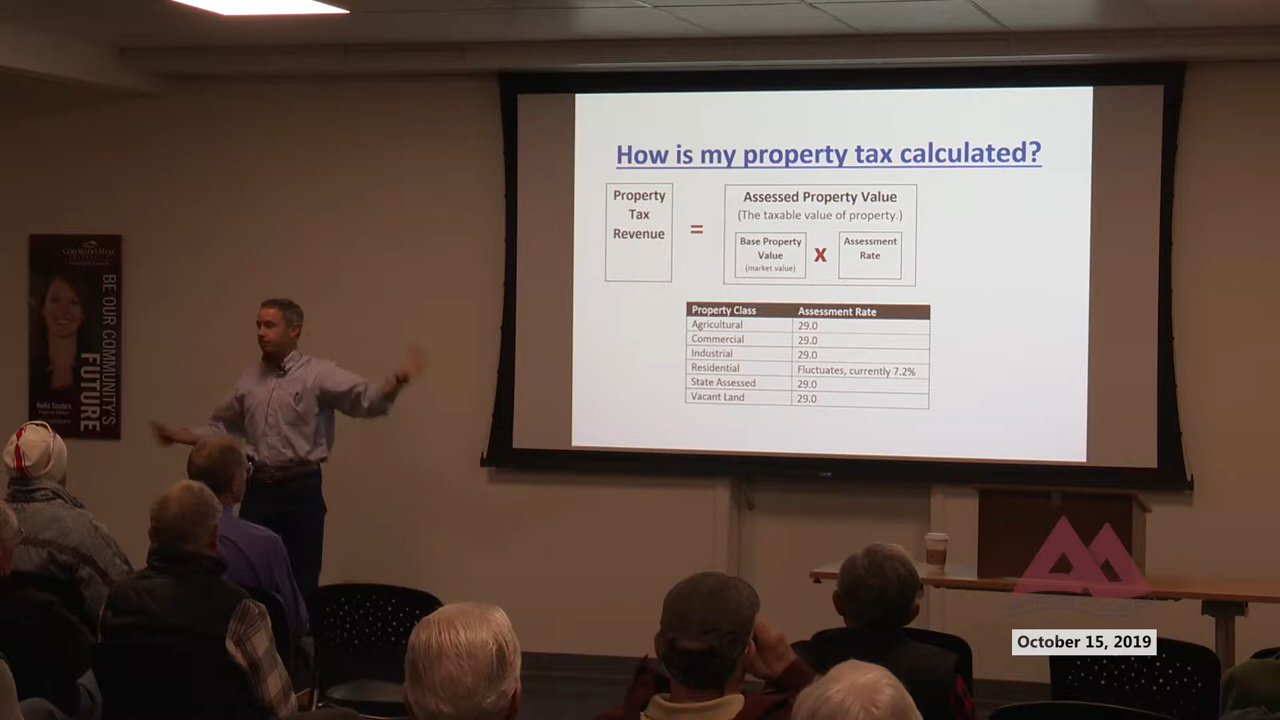 How is my property tax calculated?
Property
Tax
Revenue
=
Assessed Property Value
(The taxable value of property.)
Base Property
Value
(market value)
X
Assessment
Rate
Property Class Assessment Rate
Agricultural 29.0
Commercial 29.0
Industrial 29.0
Residential Fluctuates, currently 7.2%
State Assessed 29.0
Vacant Land 29.0
COLORADO MESA
BE OUR COMMUNITY'S
FUTURE
October 15, 2019